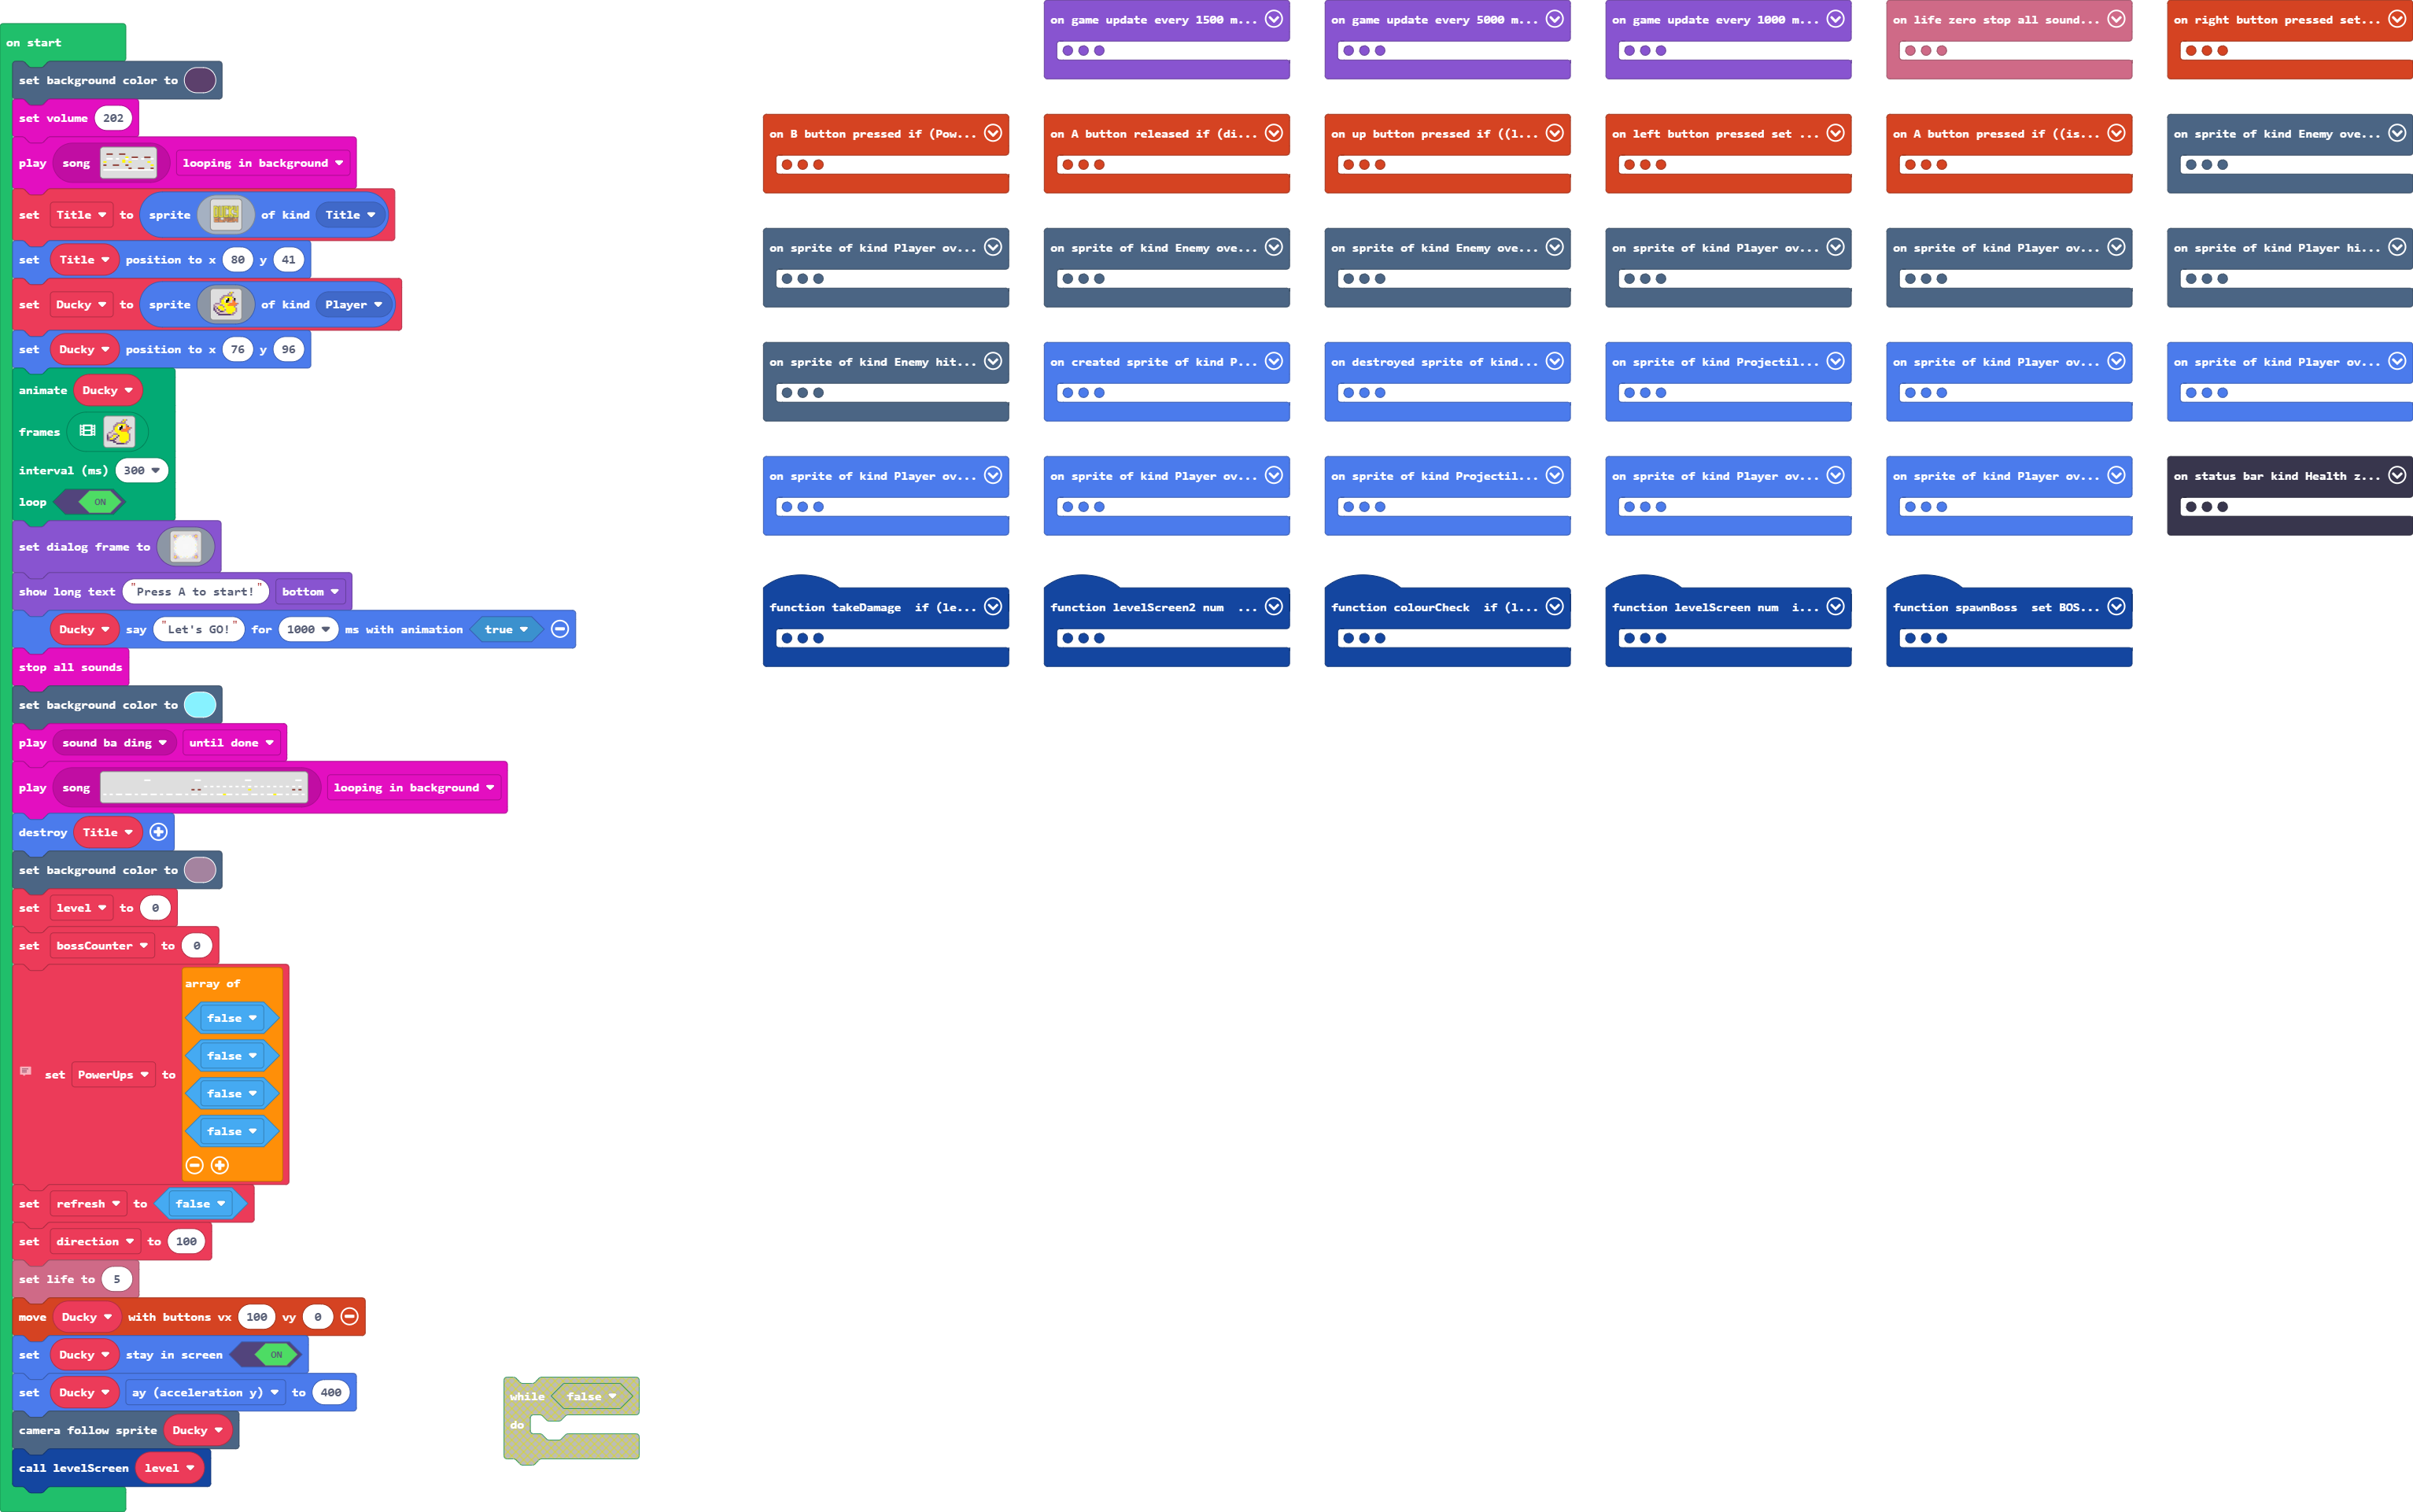 on start
set background color to
set volume 202
play song looping in background
set Title to sprite of kind Title
set Title position to x 80 y 41
set Ducky to sprite of kind Player
set Ducky position to x 76 y 96
animate Ducky
frames
interval (ms) 300
loop ON
set dialog frame to
show long text "Press A to start!" bottom
Ducky say "Let's GO!" for 1000 ms with animation true
stop all sounds
set background color to
play sound ba ding until done
play song looping in background
destroy Title
set background color to
set level to 0
set bossCounter to 0
set PowerUps to
array of
false
false
false
false
set refresh to false
set direction to 100
set life to 5
move Ducky with buttons vx 100 vy 0
set Ducky stay in screen ON
set Ducky ay (acceleration y) to 400
camera follow sprite Ducky
call levelScreen level
while false
do
on game update every 1500 m...
on game update every 5000 m...
on game update every 1000 m...
on life zero stop all sound...
on right button pressed set...
on B button pressed if (Pow...
on A button released if (di...
on up button pressed if ((l...
on left button pressed set ...
on A button pressed if ((is...
on sprite of kind Enemy ove...
on sprite of kind Player ov...
on sprite of kind Enemy ove...
on sprite of kind Enemy ove...
on sprite of kind Player ov...
on sprite of kind Player ov...
on sprite of kind Player hi...
on sprite of kind Enemy hit...
on created sprite of kind P...
on destroyed sprite of kind...
on sprite of kind Projectil...
on sprite of kind Player ov...
on sprite of kind Player ov...
on sprite of kind Player ov...
on sprite of kind Player ov...
on sprite of kind Projectil...
on sprite of kind Player ov...
on sprite of kind Player ov...
on status bar kind Health z...
function takeDamage if (le...
function levelScreen2 num ...
function colourCheck if (l...
function levelScreen num i...
function spawnBoss set BOS...